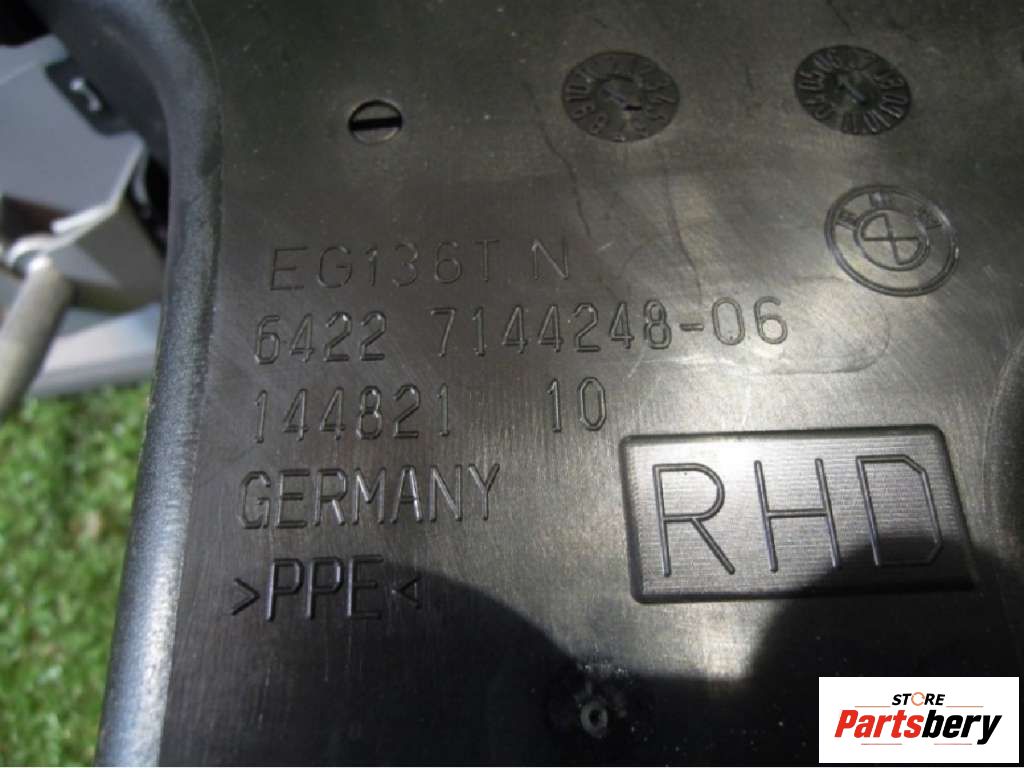 EG136T N
6422 7144248-06
144821 10
GERMANY
>PPE<
RHD
STORE
Partsbery